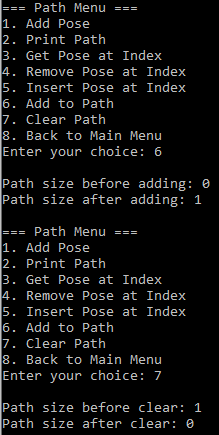 === Path Menu ===
1. Add Pose
2. Print Path
3. Get Pose at Index
4. Remove Pose at Index
5. Insert Pose at Index
6. Add to Path
7. Clear Path
8. Back to Main Menu
Enter your choice: 6
Path size before adding: 0
Path size after adding: 1
=== Path Menu ===
1. Add Pose
2. Print Path
3. Get Pose at Index
4. Remove Pose at Index
5. Insert Pose at Index
6. Add to Path
7. Clear Path
8. Back to Main Menu
Enter your choice: 7
Path size before clear: 1
Path size after clear: 0